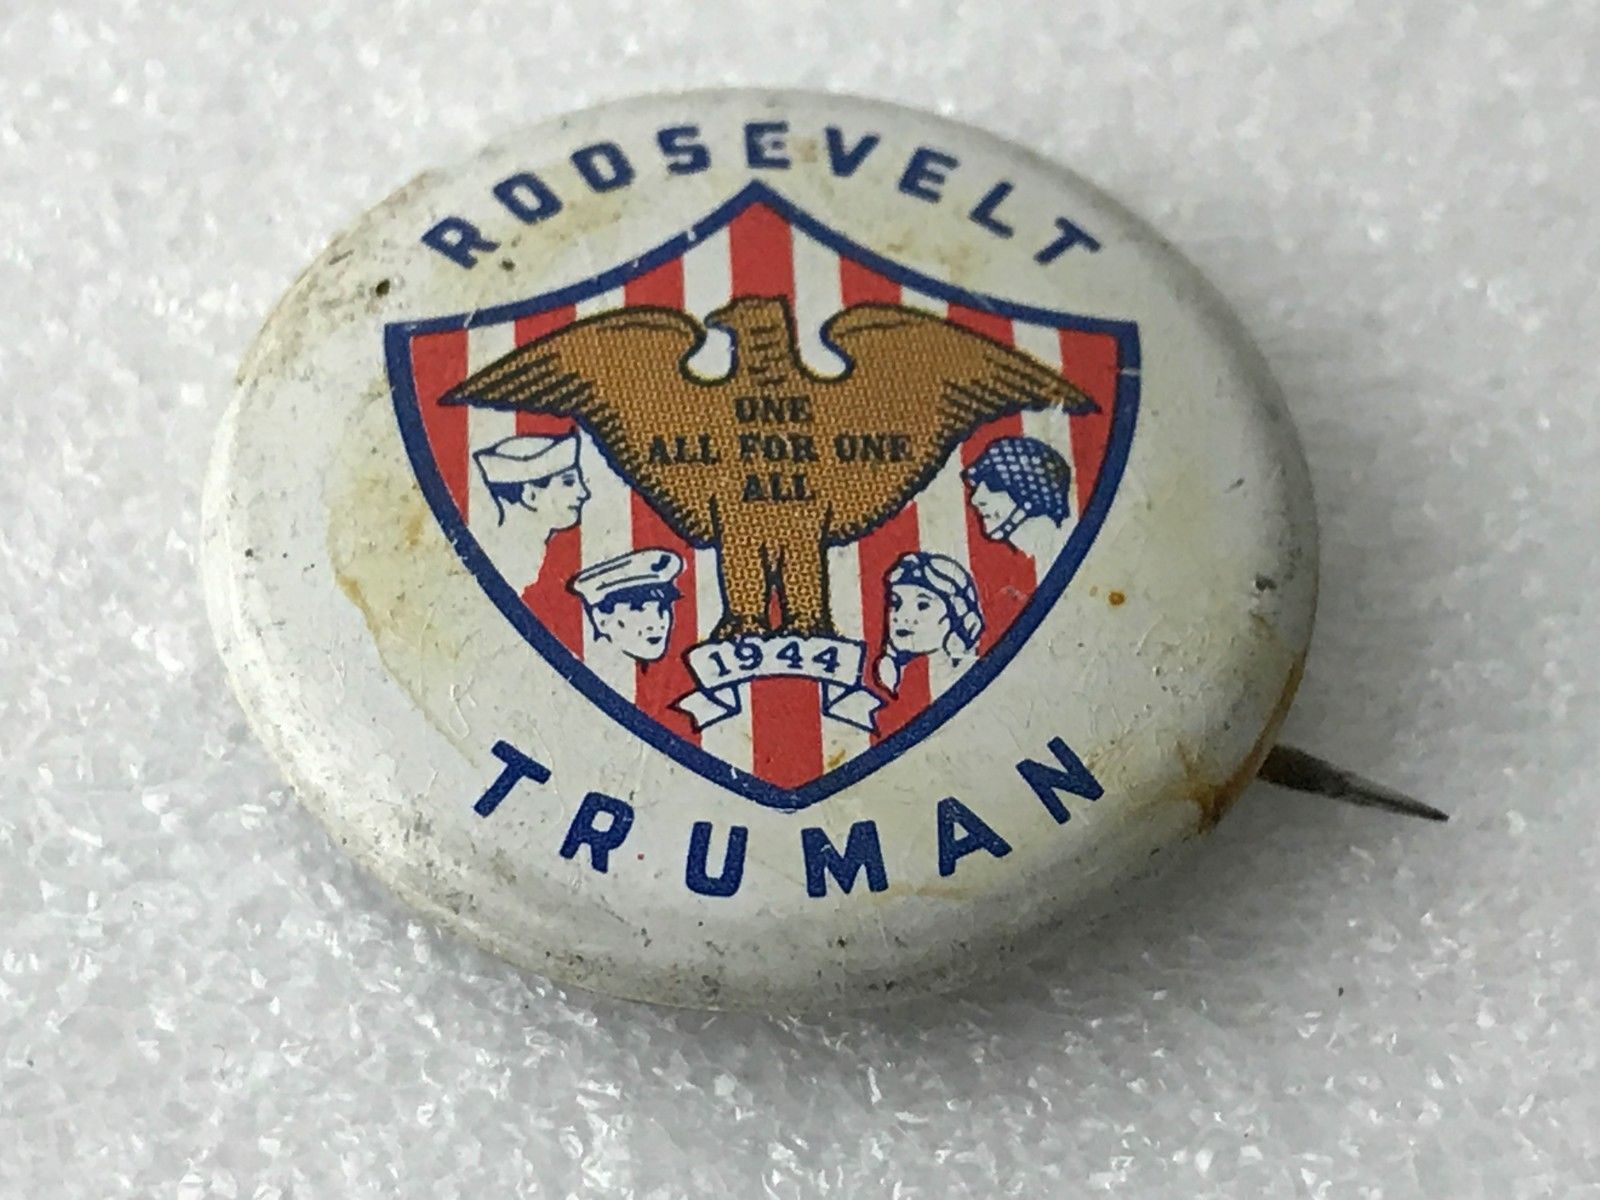 ROOSEVELT
ONE
ALL FOR ONE
ALL
1944
TRUMAN